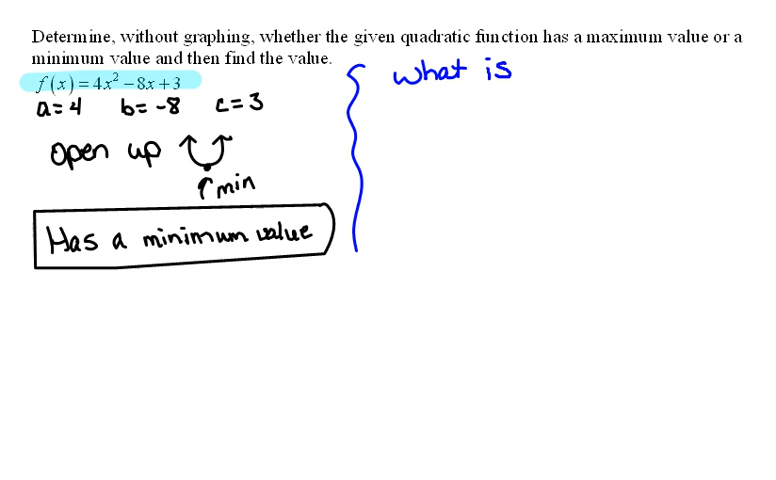 Determine, without graphing, whether the given quadratic function has a maximum value or a
minimum value and then find the value.
f(x) = 4x² − 8x + 3
a = 4 b = -8 c = 3
open up
min
Has a minimum value
what is